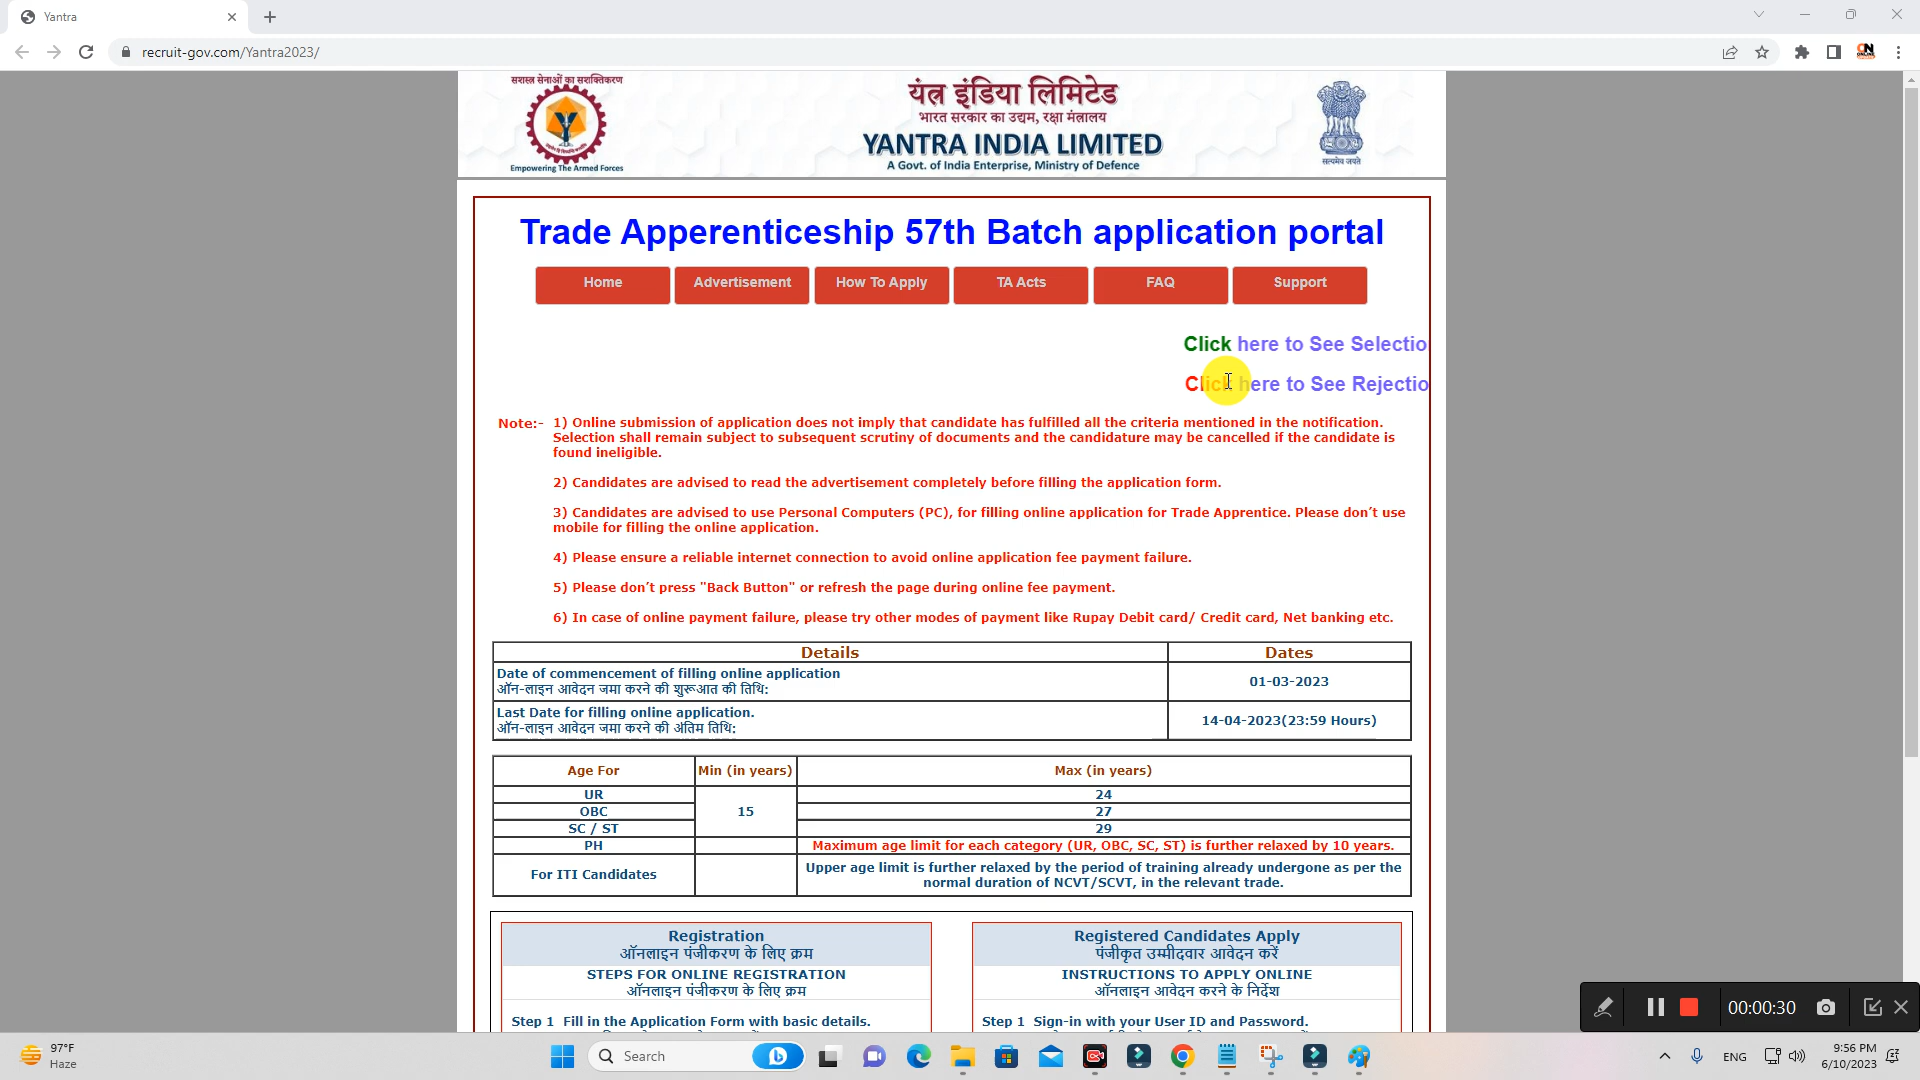 Yantra
recruit-gov.com/Yantra2023/
सशस्त्र सेनाओं का सशक्तिकरण
Empowering The Armed Forces
यंत्र इंडिया लिमिटेड
भारत सरकार का उद्यम, रक्षा मंत्रालय
YANTRA INDIA LIMITED
A Govt. of India Enterprise, Ministry of Defence
सत्यमेव जयते
Trade Apperenticeship 57th Batch application portal
Home
Advertisement
How To Apply
TA Acts
FAQ
Support
Click here to See Selectio
Click here to See Rejectio
Note:- 1) Online submission of application does not imply that candidate has fulfilled all the criteria mentioned in the notification.
Selection shall remain subject to subsequent scrutiny of documents and the candidature may be cancelled if the candidate is
found ineligible.
2) Candidates are advised to read the advertisement completely before filling the application form.
3) Candidates are advised to use Personal Computers (PC), for filling online application for Trade Apprentice. Please don't use
mobile for filling the online application.
4) Please ensure a reliable internet connection to avoid online application fee payment failure.
5) Please don't press "Back Button" or refresh the page during online fee payment.
6) In case of online payment failure, please try other modes of payment like Rupay Debit card/ Credit card, Net banking etc.
Details Dates
Date of commencement of filling online application
ऑन-लाइन आवेदन जमा करने की शुरूआत की तिथि:
01-03-2023
Last Date for filling online application.
ऑन-लाइन आवेदन जमा करने की अंतिम तिथि:
14-04-2023(23:59 Hours)
Age For Min (in years) Max (in years)
UR 24
OBC 15 27
SC / ST 29
PH Maximum age limit for each category (UR, OBC, SC, ST) is further relaxed by 10 years.
For ITI Candidates Upper age limit is further relaxed by the period of training already undergone as per the
normal duration of NCVT/SCVT, in the relevant trade.
Registration
ऑनलाइन पंजीकरण के लिए क्रम
STEPS FOR ONLINE REGISTRATION
ऑनलाइन पंजीकरण के लिए क्रम
Step 1 Fill in the Application Form with basic details.
Registered Candidates Apply
पंजीकृत उम्मीदवार आवेदन करें
INSTRUCTIONS TO APPLY ONLINE
ऑनलाइन आवेदन करने के निर्देश
Step 1 Sign-in with your User ID and Password.
00:00:30
97°F
Haze
Search
ENG
9:56 PM
6/10/2023